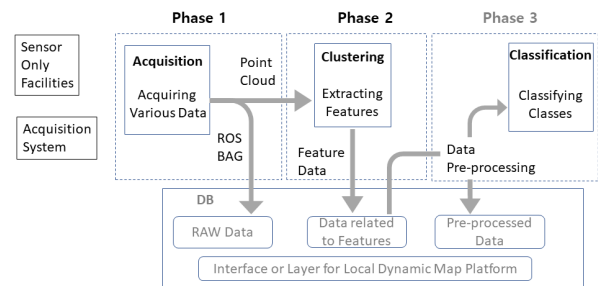 Phase 1
Phase 2
Phase 3
Sensor
Only
Facilities
Acquisition
System
Acquisition
Acquiring
Various Data
Point
Cloud
ROS
BAG
Clustering
Extracting
Features
Feature
Data
Classification
Classifying
Classes
Data
Pre-processing
DB
RAW Data
Data related
to Features
Pre-processed
Data
Interface or Layer for Local Dynamic Map Platform